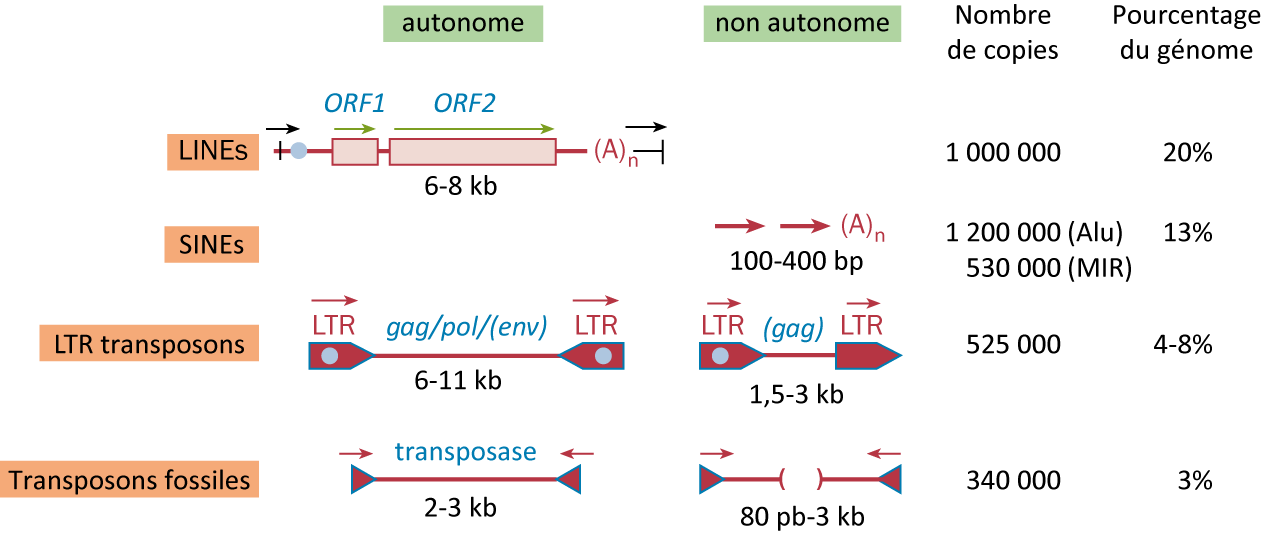 autonome
non autonome
Nombre
de copies
Pourcentage
du génome
ORF1
ORF2
LINEs
(A)n
6-8 kb
1 000 000
20%
SINEs
(A)n
100-400 bp
1 200 000 (Alu)
530 000 (MIR)
13%
LTR transposons
LTR
gag/pol/(env)
LTR
6-11 kb
LTR
(gag)
LTR
1,5-3 kb
525 000
4-8%
Transposons fossiles
transposase
2-3 kb
( )
80 pb-3 kb
340 000
3%